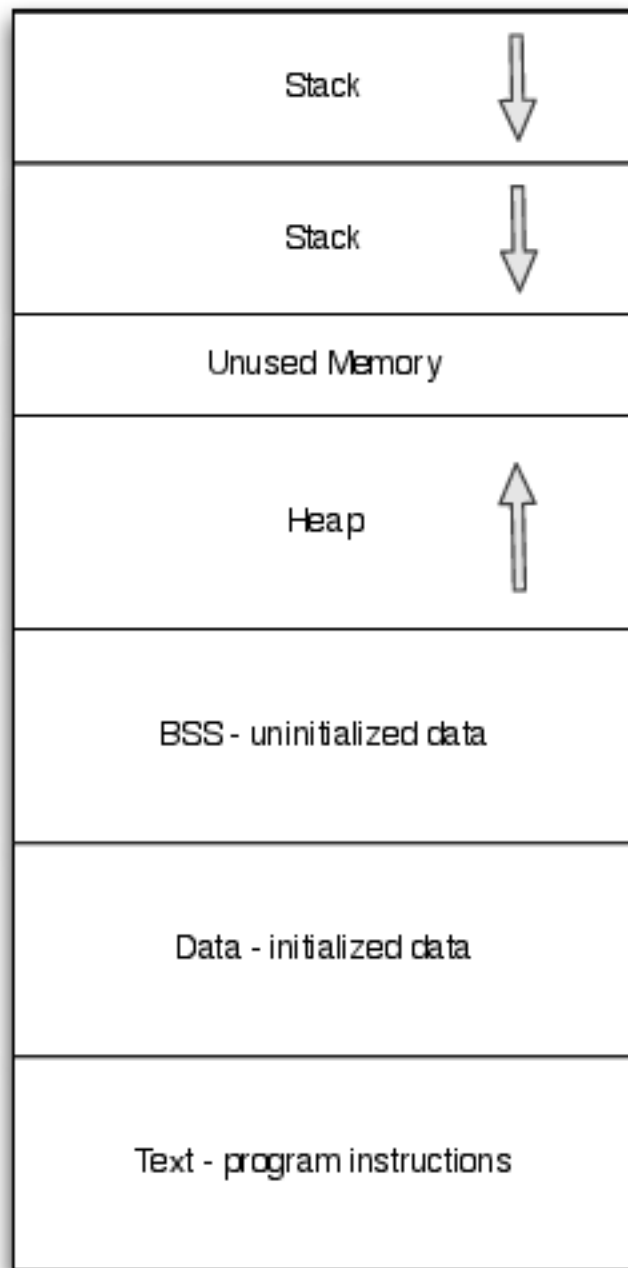 Stack
Stack
Unused Memory
Heap
BSS - uninitialized data
Data - initialized data
Text - program instructions